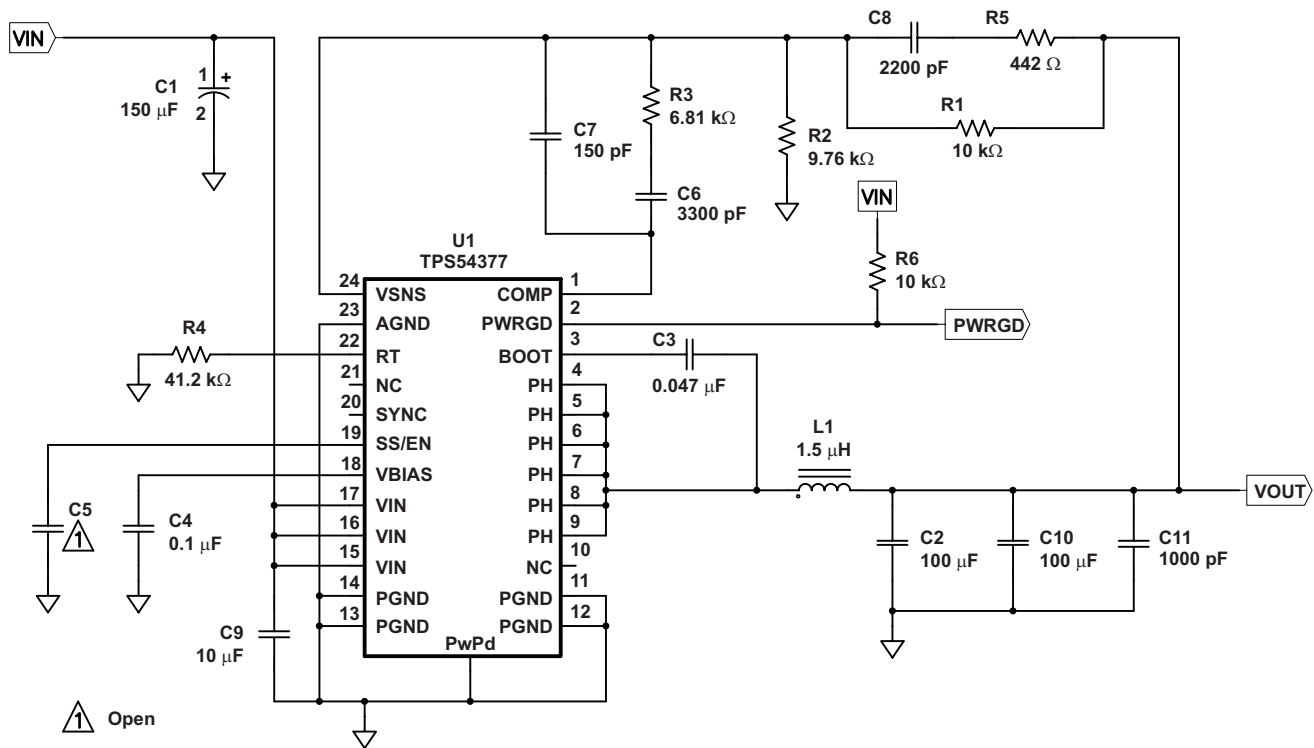 VIN
C1
150 μF
1
+
2
C8
2200 pF
R5
442 Ω
R1
10 kΩ
R3
6.81 kΩ
C7
150 pF
C6
3300 pF
R2
9.76 kΩ
VIN
R6
10 kΩ
PWRGD
U1
TPS54377
24 VSNS
23 AGND
22 RT
21 NC
20 SYNC
19 SS/EN
18 VBIAS
17 VIN
16 VIN
15 VIN
14 PGND
13 PGND
COMP 1
PWRGD 2
BOOT 3
PH 4
PH 5
PH 6
PH 7
PH 8
PH 9
NC 10
PGND 11
PGND 12
PwPd
R4
41.2 kΩ
C3
0.047 μF
L1
1.5 μH
VOUT
C5
1
C4
0.1 μF
C9
10 μF
C2
100 μF
C10
100 μF
C11
1000 pF
1 Open